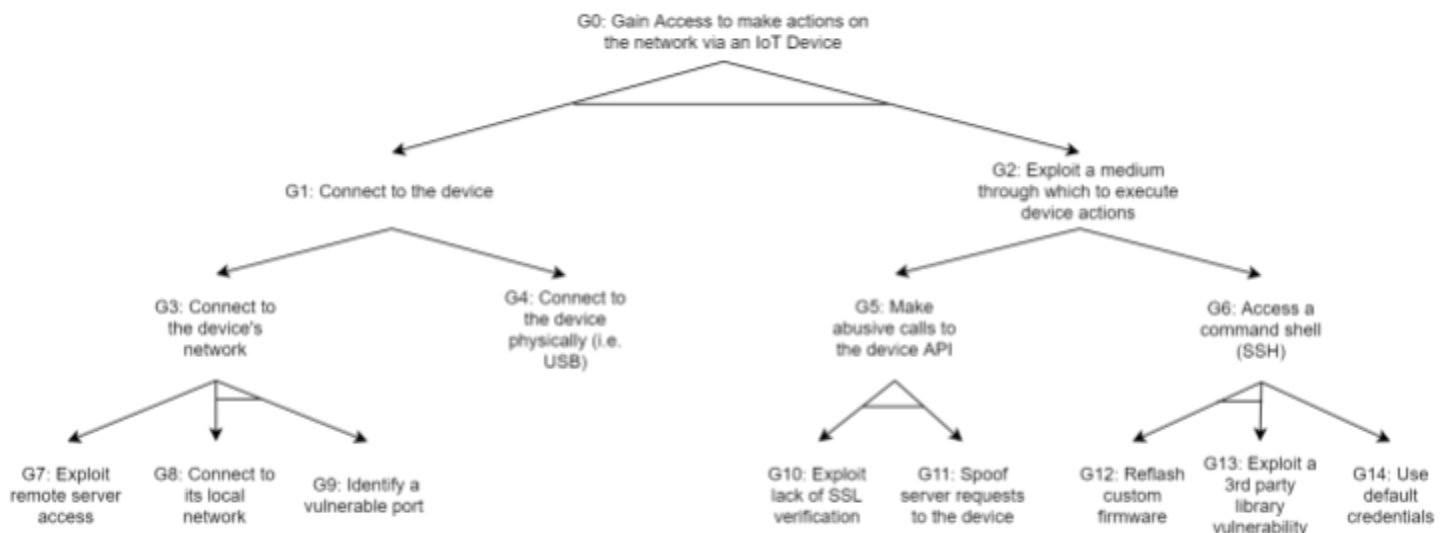 G0: Gain Access to make actions on
the network via an IoT Device
G1: Connect to the device
G2: Exploit a medium
through which to execute
device actions
G3: Connect to
the device's
network
G4: Connect to
the device
physically (i.e.
USB)
G5: Make
abusive calls to
the device API
G6: Access a
command shell
(SSH)
G7: Exploit
remote server
access
G8: Connect to
its local
network
G9: Identify a
vulnerable port
G10: Exploit
lack of SSL
verification
G11: Spoof
server requests
to the device
G12: Reflash
custom
firmware
G13: Exploit a
3rd party
library
vulnerability
G14: Use
default
credentials